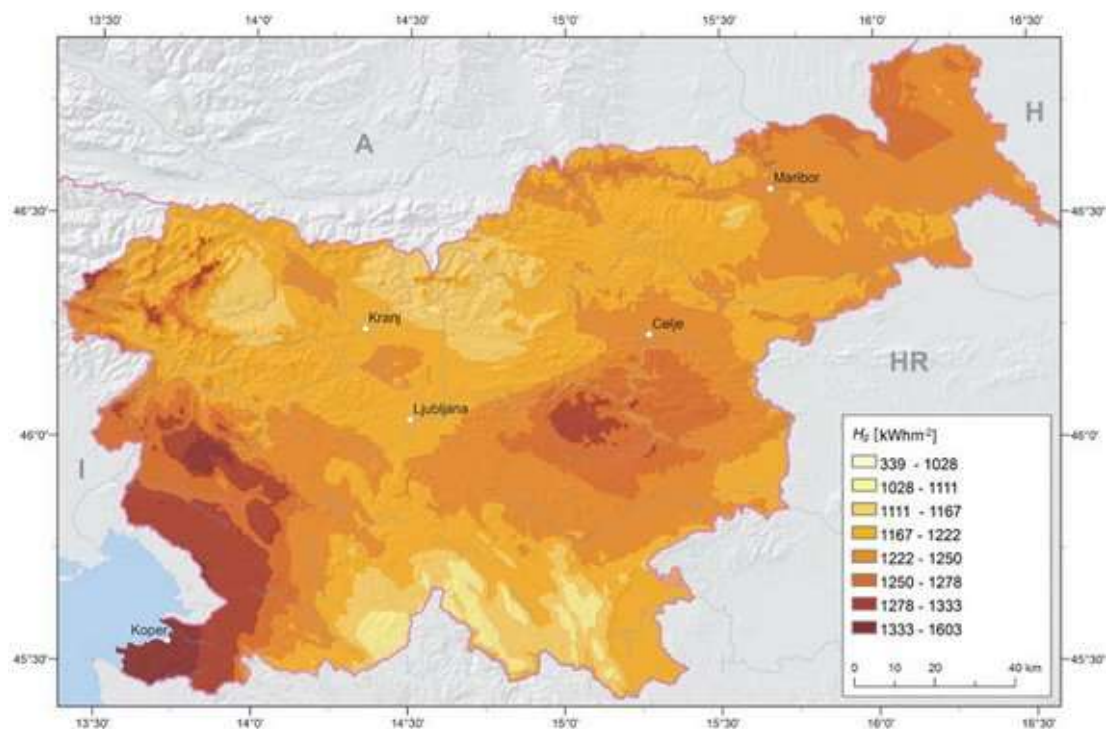 13°30' 14°0' 14°30' 15°0' 15°30' 16°0' 16°30'
H
A
Maribor
46°30' 46°30'
Kranj
Celje
HR
Ljubljana
46°0' 46°0'
I
Hs [kWhm-2]
339 - 1028
1028 - 1111
1111 - 1167
1167 - 1222
1222 - 1250
1250 - 1278
1278 - 1333
1333 - 1603
Koper
45°30' 45°30'
0 10 20 40 km
13°30' 14°0' 14°30' 15°0' 15°30' 16°0' 16°30'